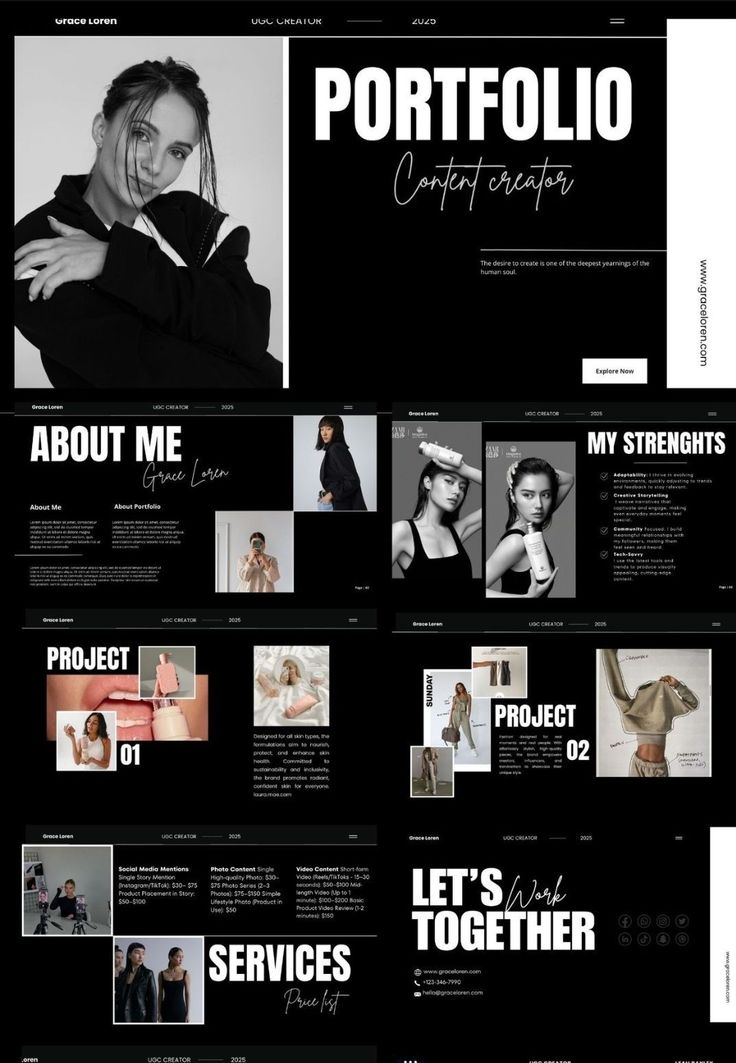 Grace Loren
UGC CREATOR
2025
PORTFOLIO
Content creator
The desire to create is one of the deepest yearnings of the
human soul.
Explore Now
www.graceloren.com
Grace Loren
UGC CREATOR
2025
ABOUT ME
Grace Loren
About Me
About Portfolio
Lorem ipsum dolor sit amet, consectetur
Lorem ipsum dolor sit amet, consectetur
Page | 02
Grace Loren
UGC CREATOR
2025
MY STRENGHTS
Adaptability: I thrive in evolving
environments, quickly adjusting to trends
and feedback to stay relevant.
Creative Storytelling
: I weave narratives that
captivate and engage, making
even everyday moments feel
special.
Community Focused: I build
meaningful relationships with
my followers, making them
feel seen and heard.
Tech-Savvy
: I use the latest tools and
trends to produce visually
appealing, cutting-edge
content.
Grace Loren
UGC CREATOR
2025
PROJECT
01
Designed for all skin types, the
formulations aim to nourish,
protect, and enhance skin
health. Committed to
sustainability and inclusivity,
the brand promotes radiant,
confident skin for everyone.
laura.mae.com
Grace Loren
UGC CREATOR
2025
SUNDAY
PROJECT
02
Fashion designed for real
moments and real people. With
effortlessly stylish, high-quality
pieces, the brand empowers
creators, influencers, and
trendsetters to showcase their
unique style.
Grace Loren
UGC CREATOR
2025
Social Media Mentions
Single Story Mention
(Instagram/TikTok): $30– $75
Product Placement in Story:
$50–$100
Photo Content Single
High-quality Photo: $30–
$75 Photo Series (2–3
Photos): $75–$150 Simple
Lifestyle Photo (Product in
Use): $50
Video Content Short-form
Video (Reels/TikTok - 15–30
seconds): $50–$100 Mid-
length Video (Up to 1
minute): $100–$200 Basic
Product Video Review (1-2
minutes): $150
SERVICES
Price list
Grace Loren
UGC CREATOR
2025
LET'S Work
TOGETHER
www.graceloren.com
+123-346-7990
hello@graceloren.com
www.graceloren.com
oren
UGC CREATOR
2025